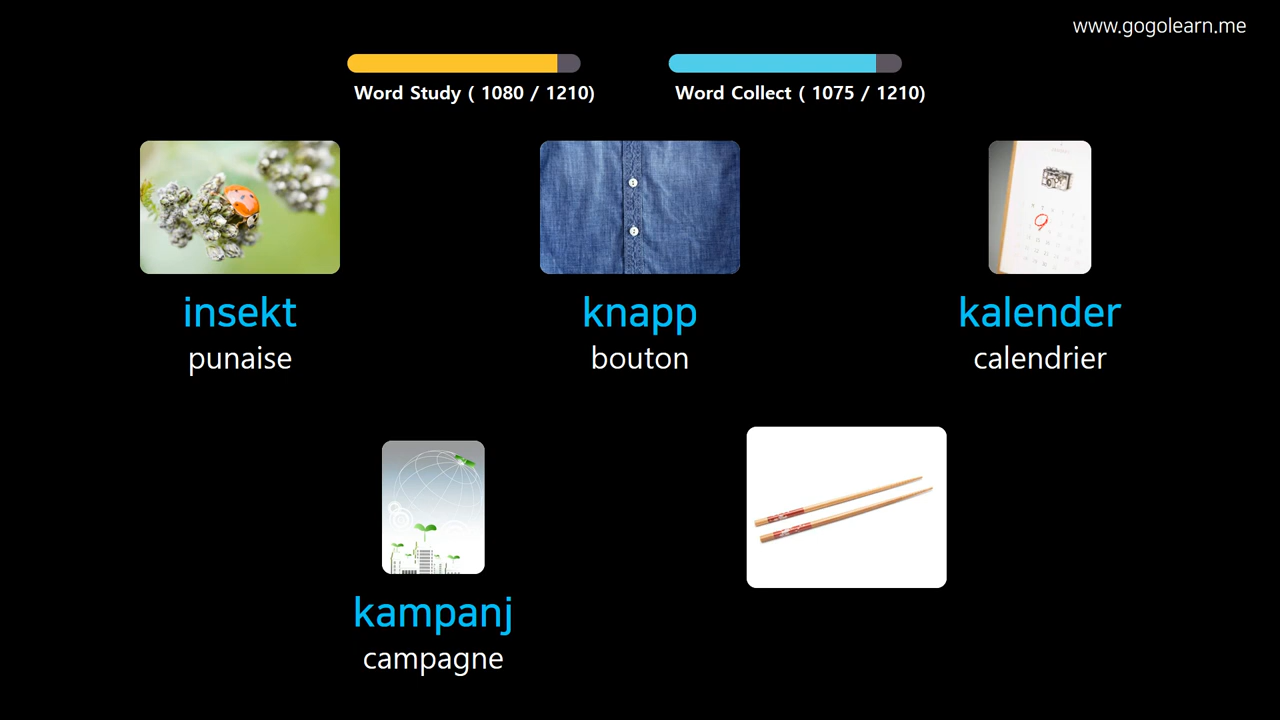 www.gogolearn.me
Word Study ( 1080 / 1210)
Word Collect ( 1075 / 1210)
insekt
punaise
knapp
bouton
kalender
calendrier
kampanj
campagne